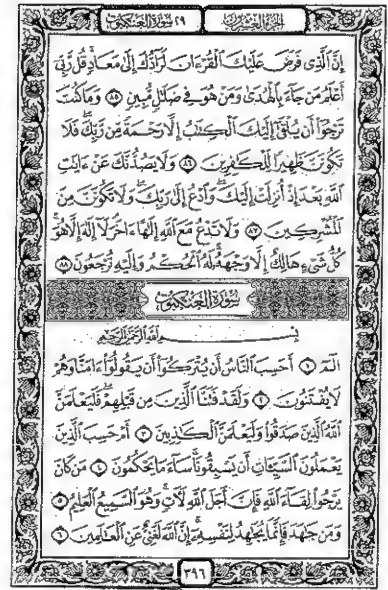 الجزء العشرون
٢٩ سورة العنكبوت
إِنَّ ٱلَّذِى فَرَضَ عَلَيْكَ ٱلْقُرْءَانَ لَرَآدُّكَ إِلَىٰ مَعَادٍ قُل رَّبِّىٓ
أَعْلَمُ مَن جَآءَ بِٱلْهُدَىٰ وَمَنْ هُوَ فِى ضَلَٰلٍ مُّبِينٍ ٨٥ وَمَا كُنتَ
تَرْجُوٓا۟ أَن يُلْقَىٰٓ إِلَيْكَ ٱلْكِتَٰبُ إِلَّا رَحْمَةً مِّن رَّبِّكَ فَلَا
تَكُونَنَّ ظَهِيرًا لِّلْكَٰفِرِينَ ٨٦ وَلَا يَصُدُّنَّكَ عَنْ ءَايَٰتِ
ٱللَّهِ بَعْدَ إِذْ أُنزِلَتْ إِلَيْكَ وَٱدْعُ إِلَىٰ رَبِّكَ وَلَا تَكُونَنَّ مِنَ
ٱلْمُشْرِكِينَ ٨٧ وَلَا تَدْعُ مَعَ ٱللَّهِ إِلَٰهًا ءَاخَرَ لَآ إِلَٰهَ إِلَّا هُوَ
كُلُّ شَىْءٍ هَالِكٌ إِلَّا وَجْهَهُۥ لَهُ ٱلْحُكْمُ وَإِلَيْهِ تُرْجَعُونَ ٨٨
سورة العنكبوت
بِسْمِ ٱللَّهِ ٱلرَّحْمَٰنِ ٱلرَّحِيمِ
الٓمٓ ١ أَحَسِبَ ٱلنَّاسُ أَن يُتْرَكُوٓا۟ أَن يَقُولُوٓا۟ ءَامَنَّا وَهُمْ
لَا يُفْتَنُونَ ٢ وَلَقَدْ فَتَنَّا ٱلَّذِينَ مِن قَبْلِهِمْ فَلَيَعْلَمَنَّ
ٱللَّهُ ٱلَّذِينَ صَدَقُوا۟ وَلَيَعْلَمَنَّ ٱلْكَٰذِبِينَ ٣ أَمْ حَسِبَ ٱلَّذِينَ
يَعْمَلُونَ ٱلسَّيِّـَٔاتِ أَن يَسْبِقُونَا سَآءَ مَا يَحْكُمُونَ ٤ مَن كَانَ
يَرْجُوا۟ لِقَآءَ ٱللَّهِ فَإِنَّ أَجَلَ ٱللَّهِ لَـَٔاتٍ وَهُوَ ٱلسَّمِيعُ ٱلْعَلِيمُ ٥
وَمَن جَٰهَدَ فَإِنَّمَا يُجَٰهِدُ لِنَفْسِهِۦٓ إِنَّ ٱللَّهَ لَغَنِىٌّ عَنِ ٱلْعَٰلَمِينَ ٦
٣٩٦